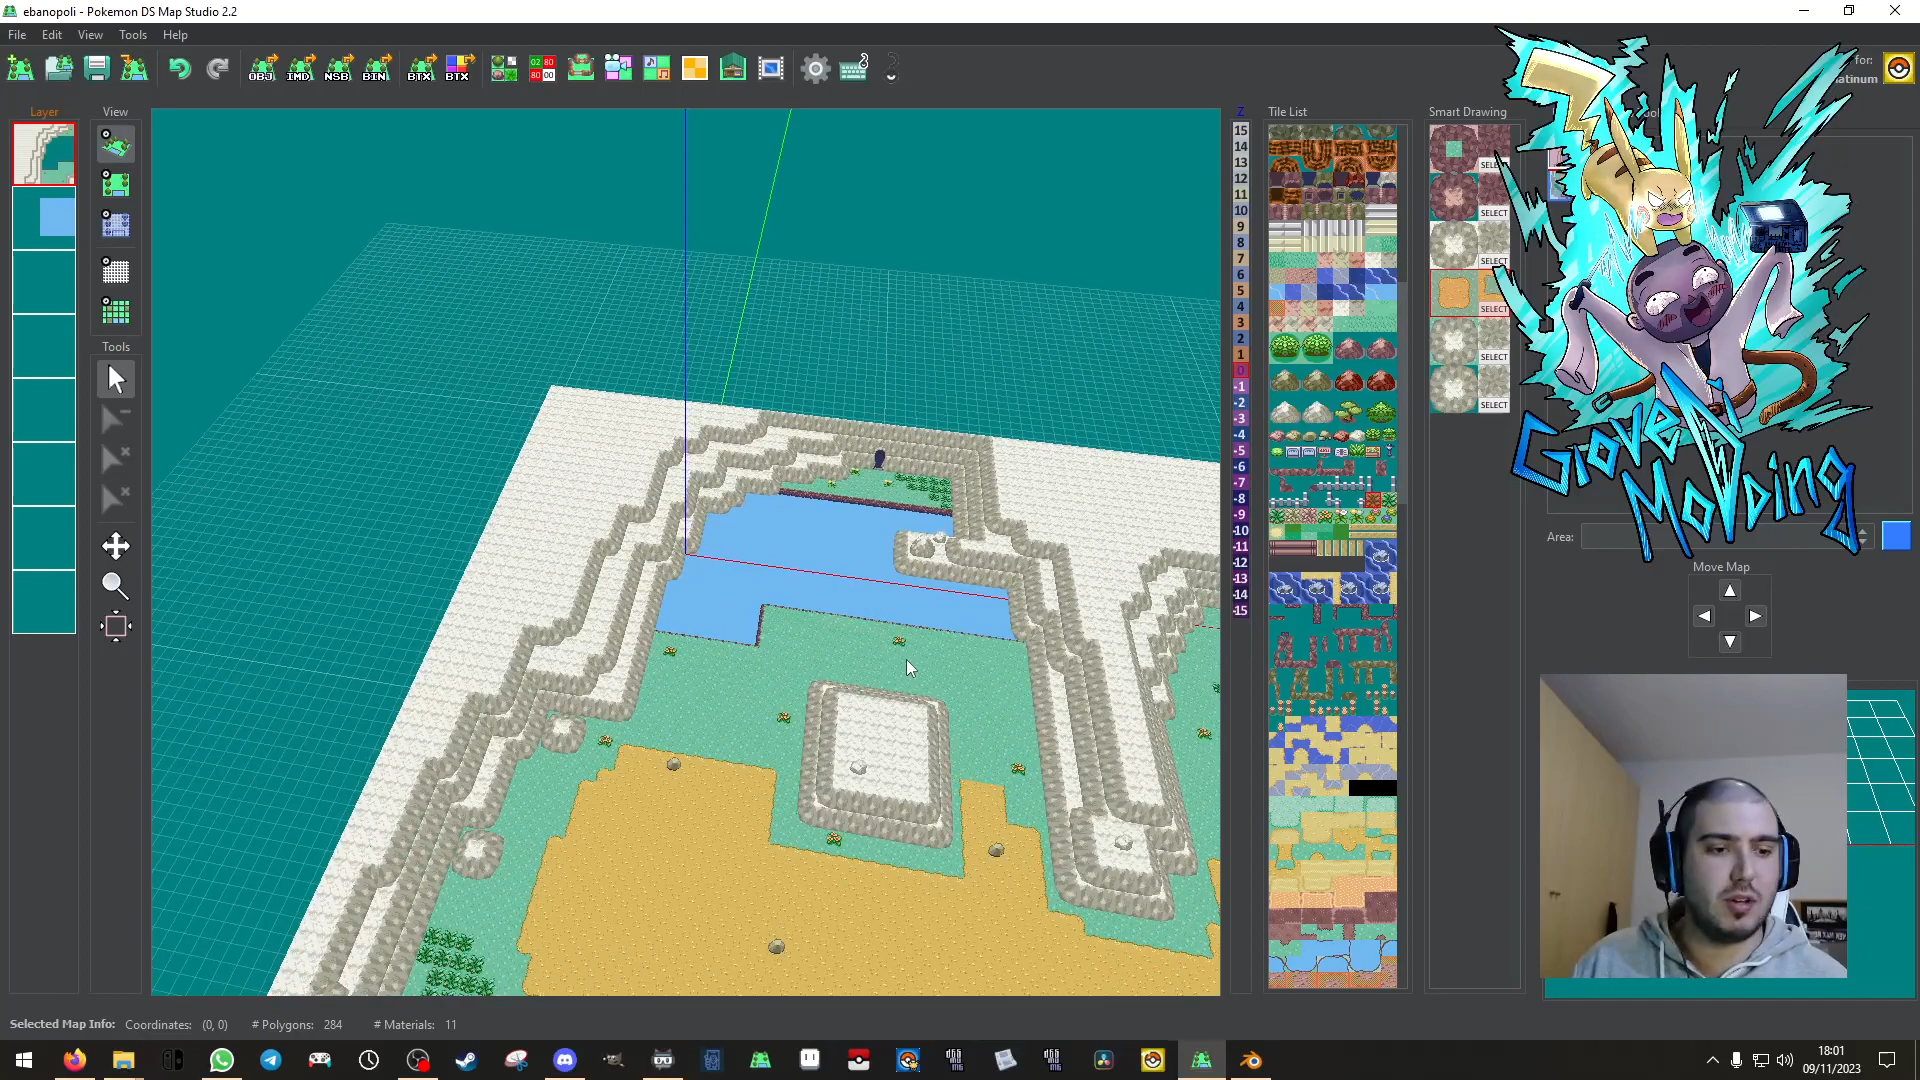 ebanopoli - Pokemon DS Map Studio 2.2
File Edit View Tools Help
OBJ IMD NSB BIN BTX BTX
for:
atinum
Layer View Z Tile List Smart Drawing
15
14
13
12
11
10
9
8
7
6
5
4
3
2
1
0
-1
-2
-3
-4
-5
-6
-7
-8
-9
-10
-11
-12
-13
-14
-15
SELECT
SELECT
SELECT
SELECT
SELECT
Tools
GioveDì
Modding
Area:
Move Map
Selected Map Info: Coordinates: (0, 0) # Polygons: 284 # Materials: 11
18:01
09/11/2023